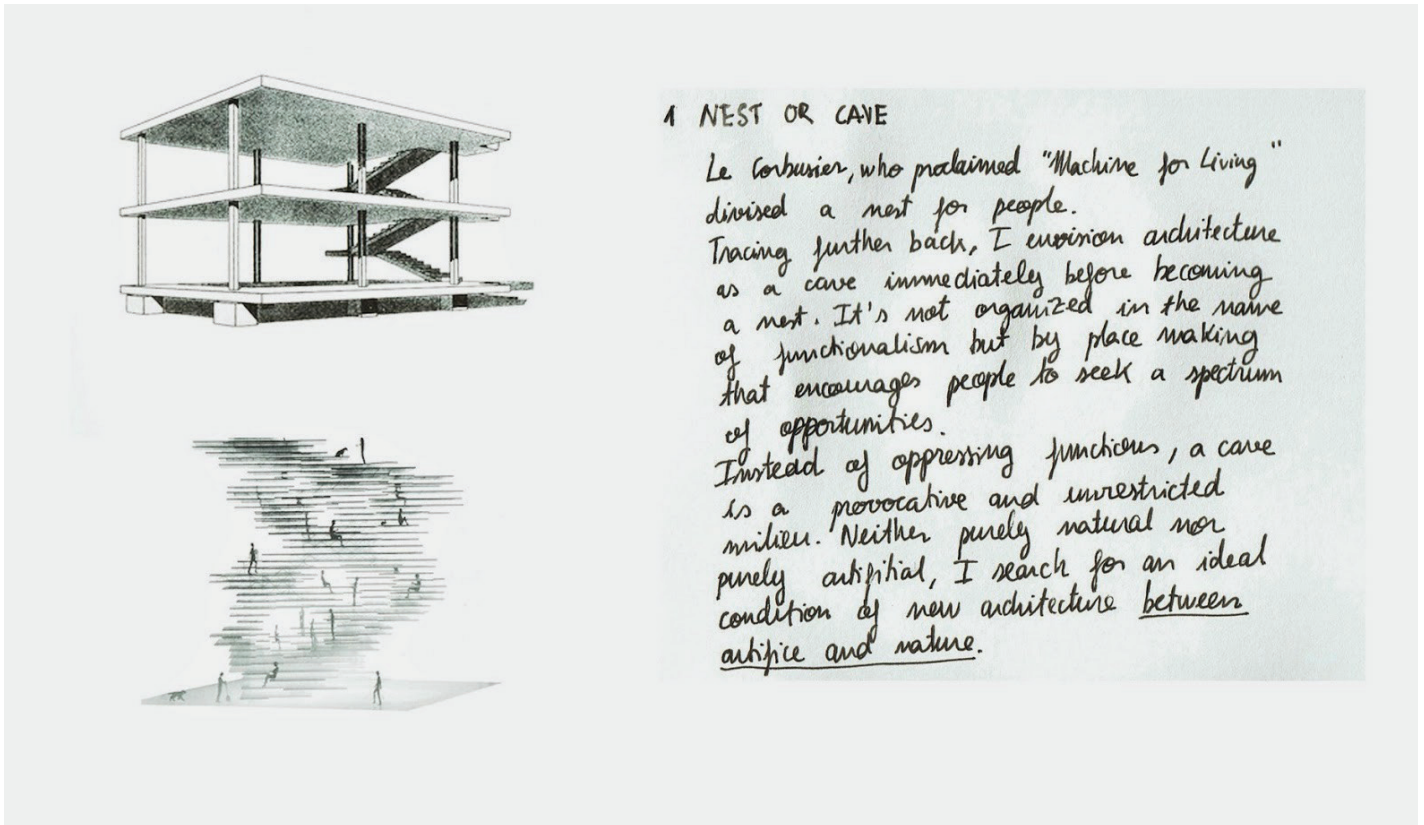 1 NEST OR CAVE
Le Corbusier, who proclaimed "Machine for Living"
divised a nest for people.
Tracing further back, I envision architecture
as a cave immediately before becoming
a nest. It's not organized in the name
of functionalism but by place making
that encourages people to seek a spectrum
of opportunities.
Instead of oppressing functions, a cave
is a provocative and unrestricted
milieu. Neither purely natural nor
purely artifitial, I search for an ideal
condition of new architecture between
artifice and nature.